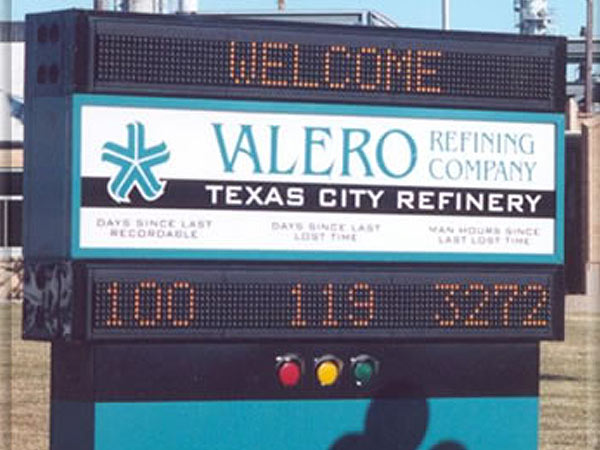 WELCOME
VALERO REFINING COMPANY
TEXAS CITY REFINERY
DAYS SINCE LAST RECORDABLE
DAYS SINCE LAST LOST TIME
MAN HOURS SINCE LAST LOST TIME
100 119 3272